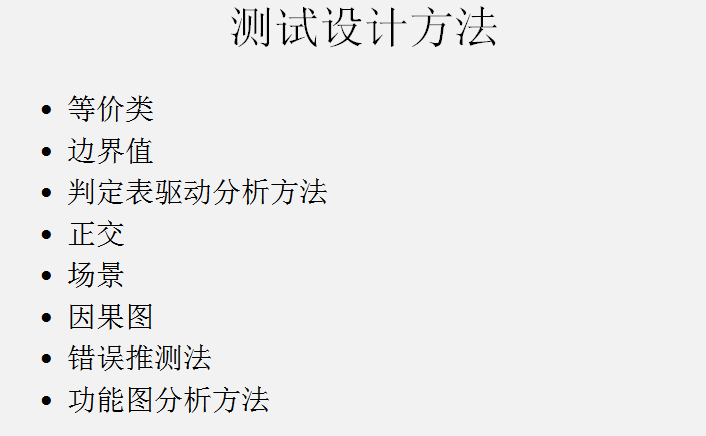 测试设计方法
• 等价类
• 边界值
• 判定表驱动分析方法
• 正交
• 场景
• 因果图
• 错误推测法
• 功能图分析方法